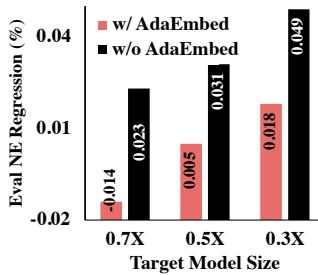 Eval NE Regression (%)
0.04
0.01
-0.02
w/ AdaEmbed
w/o AdaEmbed
-0.014
0.023
0.005
0.031
0.018
0.049
0.7X 0.5X 0.3X
Target Model Size